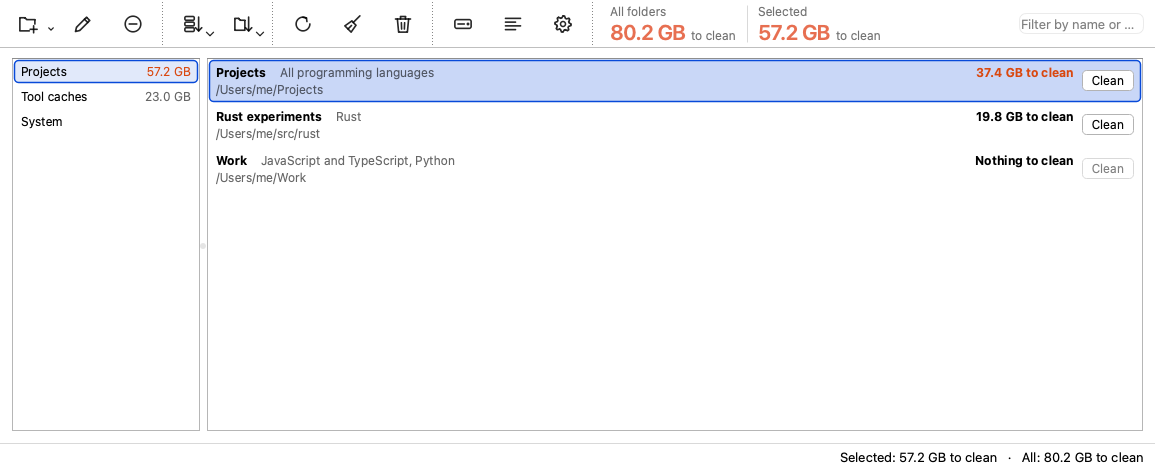 All folders
80.2 GB to clean
Selected
57.2 GB to clean
Filter by name or ...
Projects 57.2 GB
Tool caches 23.0 GB
System
Projects All programming languages
/Users/me/Projects
37.4 GB to clean
Clean
Rust experiments Rust
/Users/me/src/rust
19.8 GB to clean
Clean
Work JavaScript and TypeScript, Python
/Users/me/Work
Nothing to clean
Clean
Selected: 57.2 GB to clean · All: 80.2 GB to clean